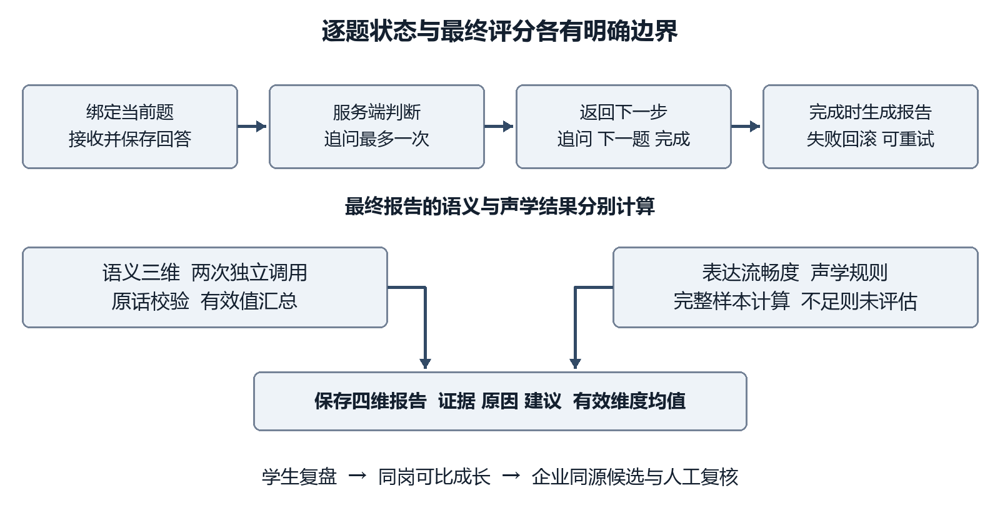 逐题状态与最终评分各有明确边界
绑定当前题
接收并保存回答
服务端判断
追问最多一次
返回下一步
追问 下一题 完成
完成时生成报告
失败回滚 可重试
最终报告的语义与声学结果分别计算
语义三维 两次独立调用
原话校验 有效值汇总
表达流畅度 声学规则
完整样本计算 不足则未评估
保存四维报告 证据 原因 建议 有效维度均值
学生复盘 → 同岗可比成长 → 企业同源候选与人工复核